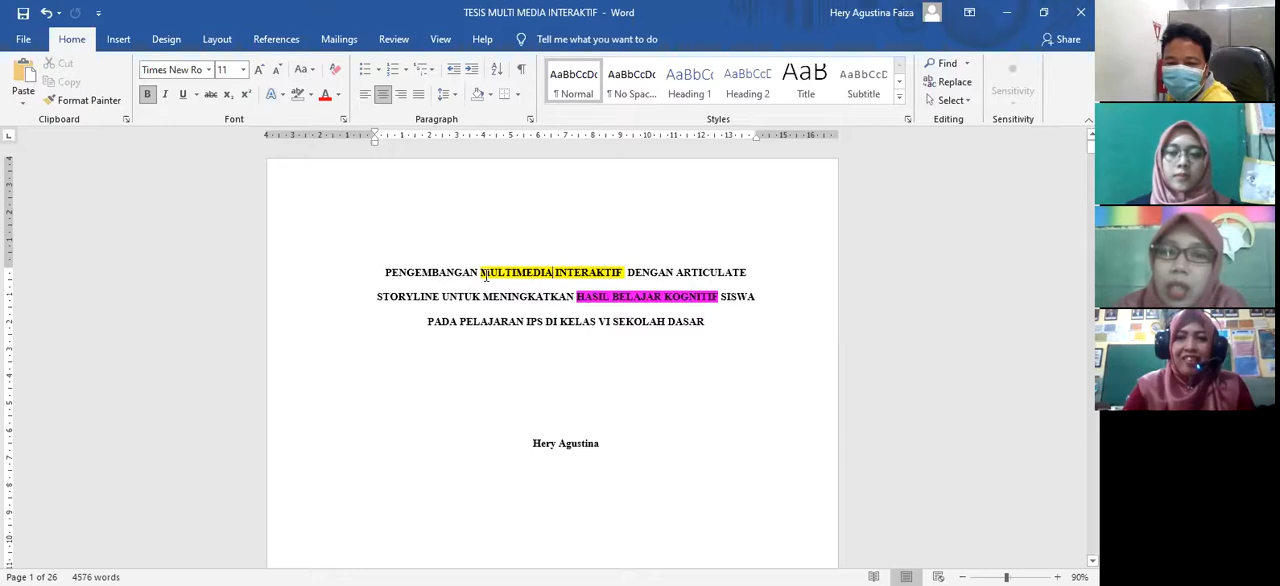 TESIS MULTI MEDIA INTERAKTIF - Word
Hery Agustina Faiza
File Home Insert Design Layout References Mailings Review View Help Tell me what you want to do Share
Paste
Cut
Copy
Format Painter
Clipboard
Times New Ro 11
Font
Paragraph
AaBbCcDc AaBbCcDc AaBbCc AaBbCcE AaB AaBbCcD
¶ Normal ¶ No Spac... Heading 1 Heading 2 Title Subtitle
Styles
Find
Replace
Select
Editing
Sensitivity
Sensitivity
PENGEMBANGAN MULTIMEDIA INTERAKTIF DENGAN ARTICULATE
STORYLINE UNTUK MENINGKATKAN HASIL BELAJAR KOGNITIF SISWA
PADA PELAJARAN IPS DI KELAS VI SEKOLAH DASAR
Hery Agustina
Page 1 of 26 4576 words
90%